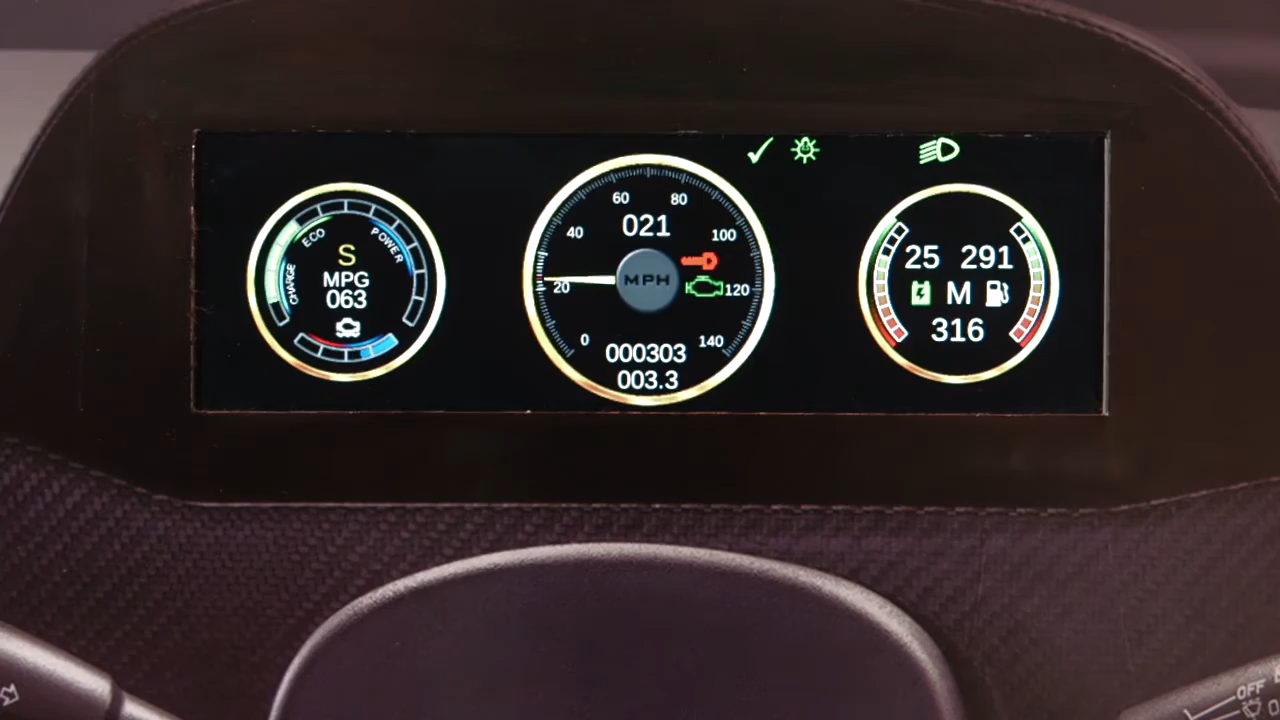 ECO
POWER
CHARGE
S
MPG
063
60 80
021
40 100
MPH
20 120
0 140
000303
003.3
25 291
M
316
OFF